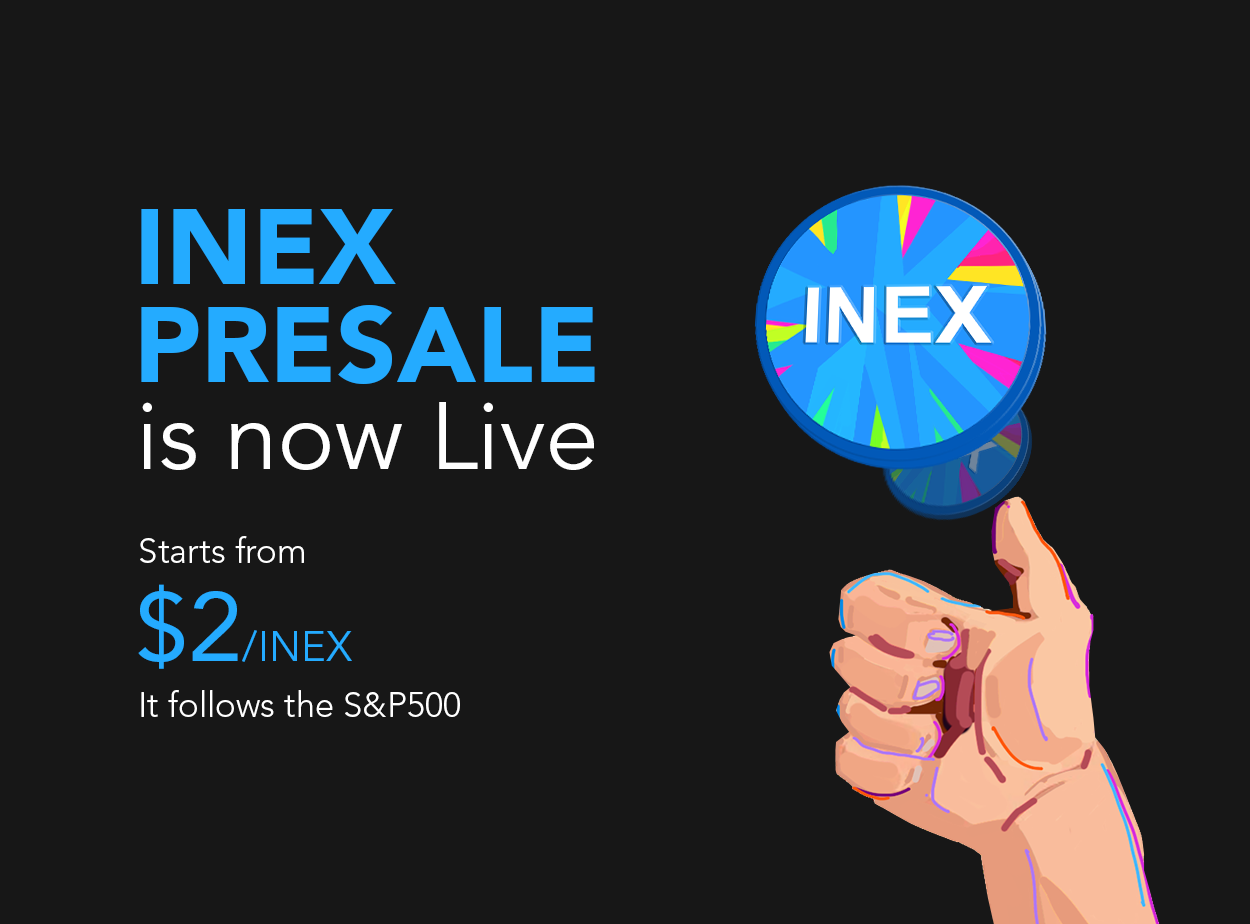 INEX
PRESALE
is now Live
Starts from
$2/INEX
It follows the S&P500
INEX
X